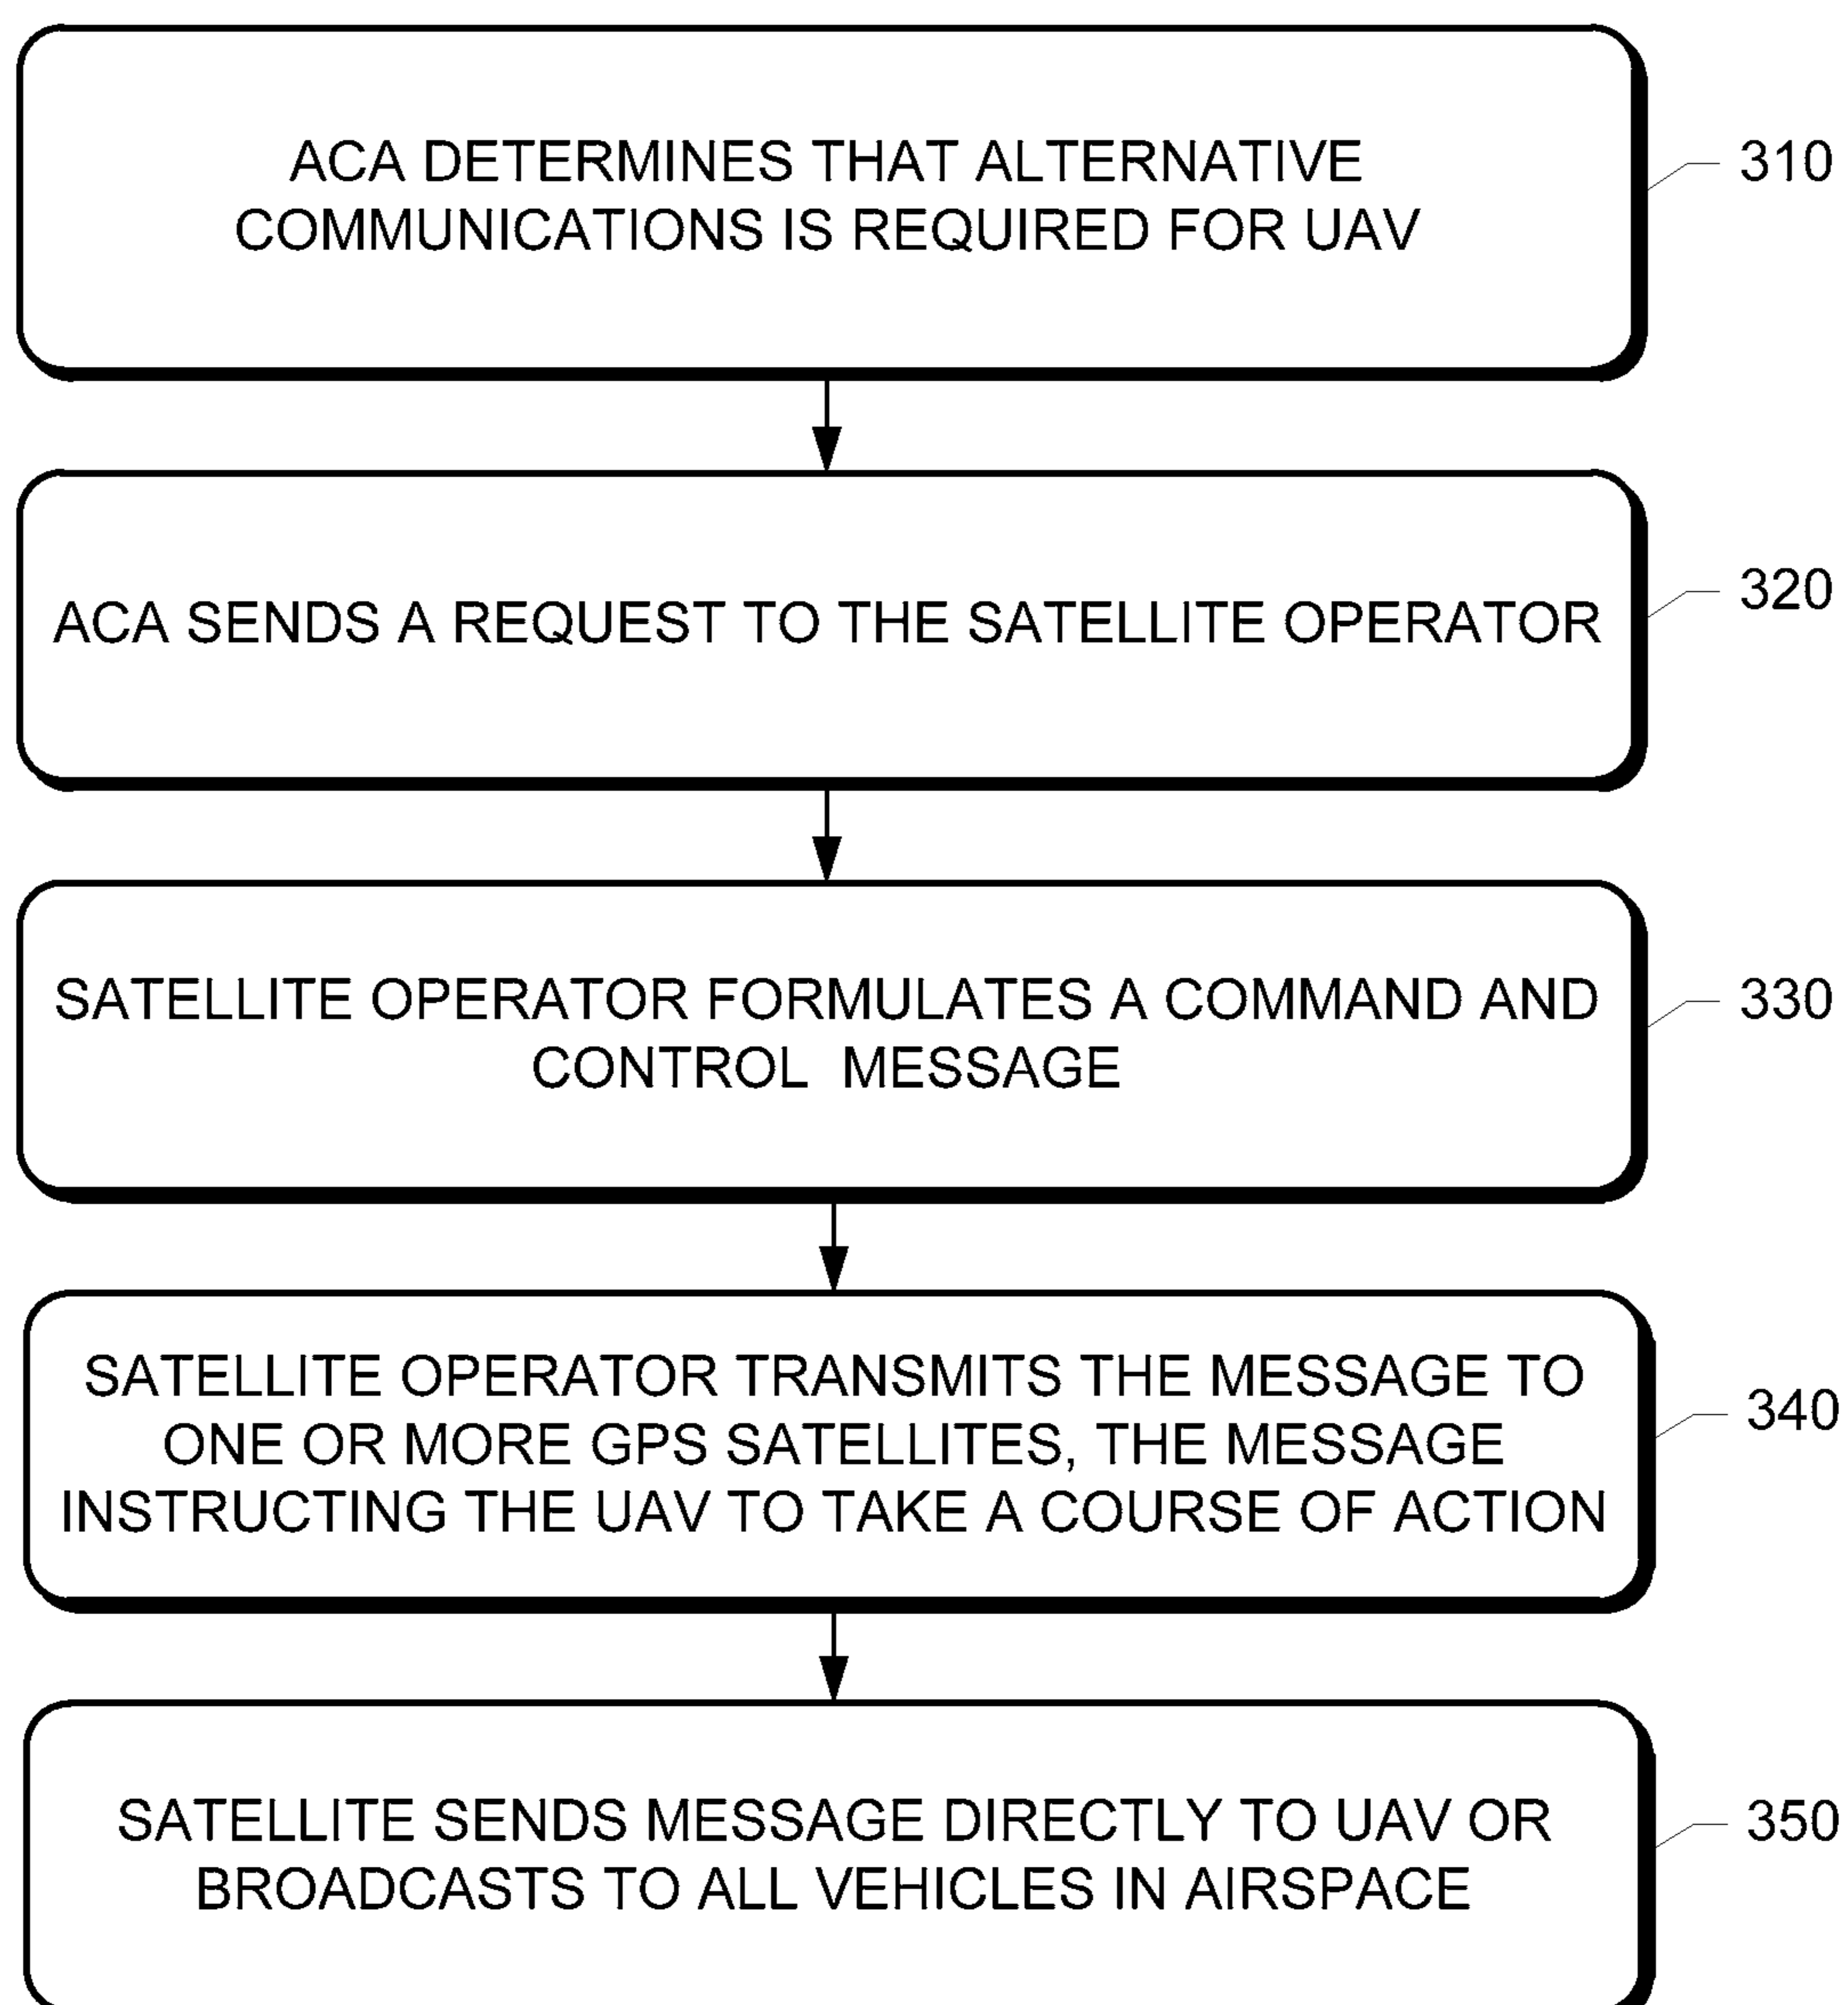 ACA DETERMINES THAT ALTERNATIVE
COMMUNICATIONS IS REQUIRED FOR UAV
310
ACA SENDS A REQUEST TO THE SATELLITE OPERATOR
320
SATELLITE OPERATOR FORMULATES A COMMAND AND
CONTROL  MESSAGE
330
SATELLITE OPERATOR TRANSMITS THE MESSAGE TO
ONE OR MORE GPS SATELLITES, THE MESSAGE
INSTRUCTING THE UAV TO TAKE A COURSE OF ACTION
340
SATELLITE SENDS MESSAGE DIRECTLY TO UAV OR
BROADCASTS TO ALL VEHICLES IN AIRSPACE
350